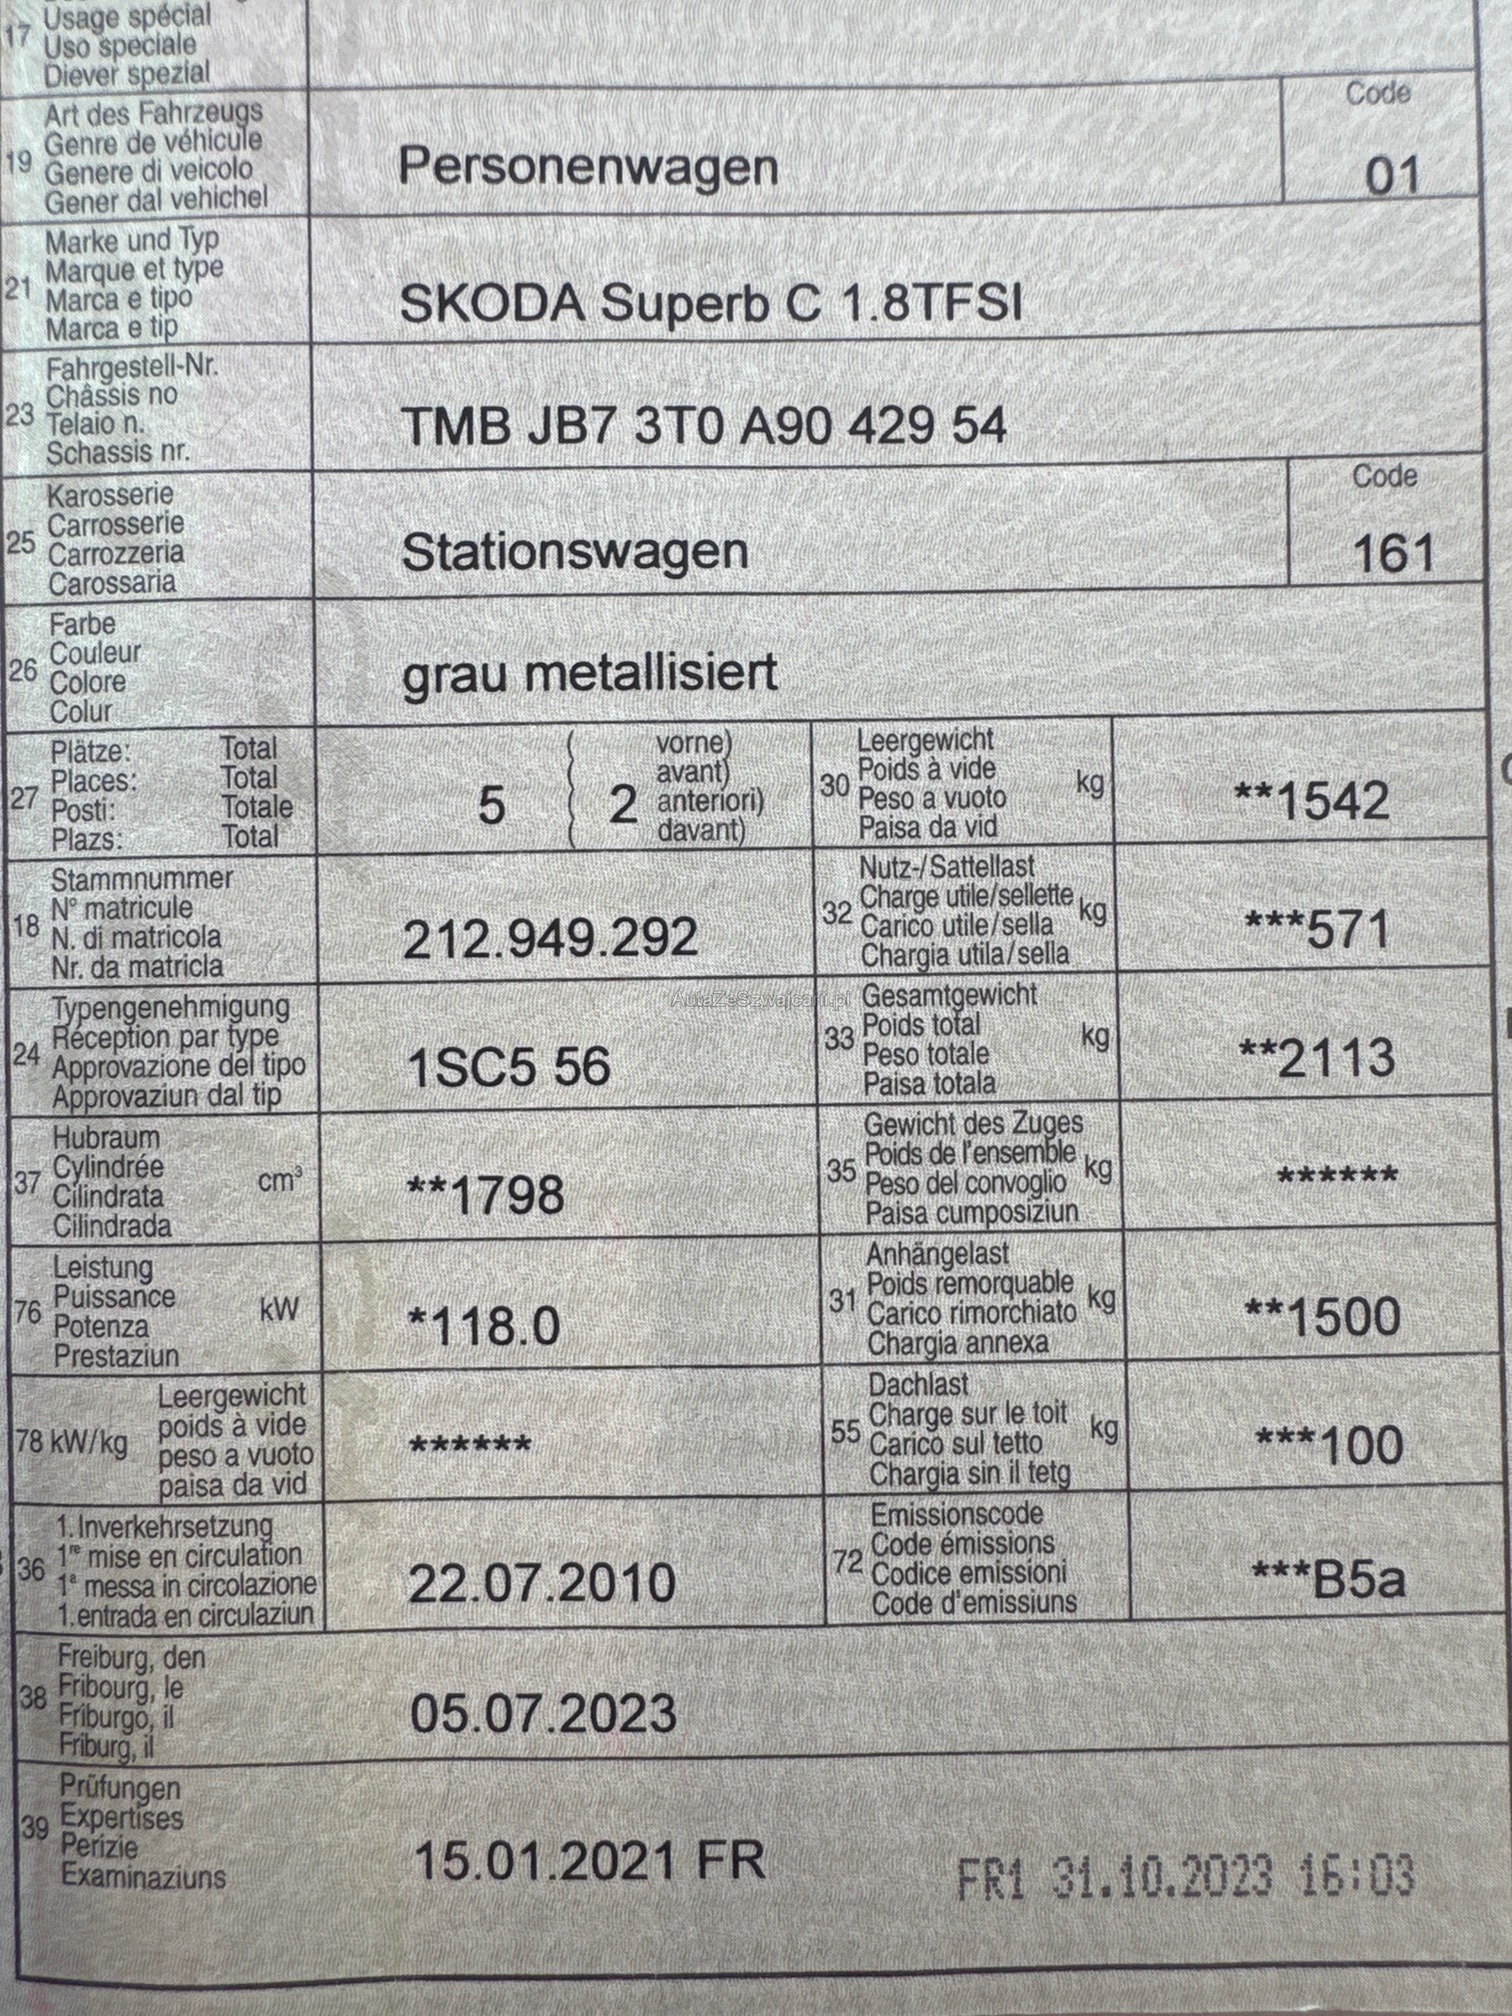 17 Usage spécial
Uso speciale
Diever spezial
19 Art des Fahrzeugs
Genre de véhicule
Genere di veicolo
Gener dal vehichel
Personenwagen
Code
01
21 Marke und Typ
Marque et type
Marca e tipo
Marca e tip
SKODA Superb C 1.8TFSI
23 Fahrgestell-Nr.
Châssis no
Telaio n.
Schassis nr.
TMB JB7 3T0 A90 429 54
25 Karosserie
Carrosserie
Carrozzeria
Carossaria
Stationswagen
Code
161
26 Farbe
Couleur
Colore
Colur
grau metallisiert
27 Plätze: Total
Places: Total
Posti: Totale
Plazs: Total
5 ( 2 vorne)
avant)
anteriori)
davant)
30 Leergewicht
Poids à vide
Peso a vuoto
Paisa da vid
kg
**1542
18 Stammnummer
N° matricule
N. di matricola
Nr. da matricla
212.949.292
32 Nutz-/Sattellast
Charge utile/sellette
Carico utile/sella
Chargia utila/sella
kg
***571
24 Typengenehmigung
Réception par type
Approvazione del tipo
Approvaziun dal tip
1SC5 56
AutaZeSzwajcarii.pl
33 Gesamtgewicht
Poids total
Peso totale
Paisa totala
kg
**2113
37 Hubraum
Cylindrée
Cilindrata
Cilindrada
cm³
**1798
35 Gewicht des Zuges
Poids de l'ensemble
Peso del convoglio
Paisa cumposiziun
kg
******
76 Leistung
Puissance
Potenza
Prestaziun
kW
*118.0
31 Anhängelast
Poids remorquable
Carico rimorchiato
Chargia annexa
kg
**1500
78 kW/kg
Leergewicht
poids à vide
peso a vuoto
paisa da vid
******
55 Dachlast
Charge sur le toit
Carico sul tetto
Chargia sin il tetg
kg
***100
36 1. Inverkehrsetzung
1re mise en circulation
1a messa in circolazione
1. entrada en circulaziun
22.07.2010
72 Emissionscode
Code émissions
Codice emissioni
Code d'emissiuns
***B5a
38 Freiburg, den
Fribourg, le
Friburgo, il
Friburg, il
05.07.2023
39 Prüfungen
Expertises
Perizie
Examinaziuns
15.01.2021 FR
FR1 31.10.2023 16:03